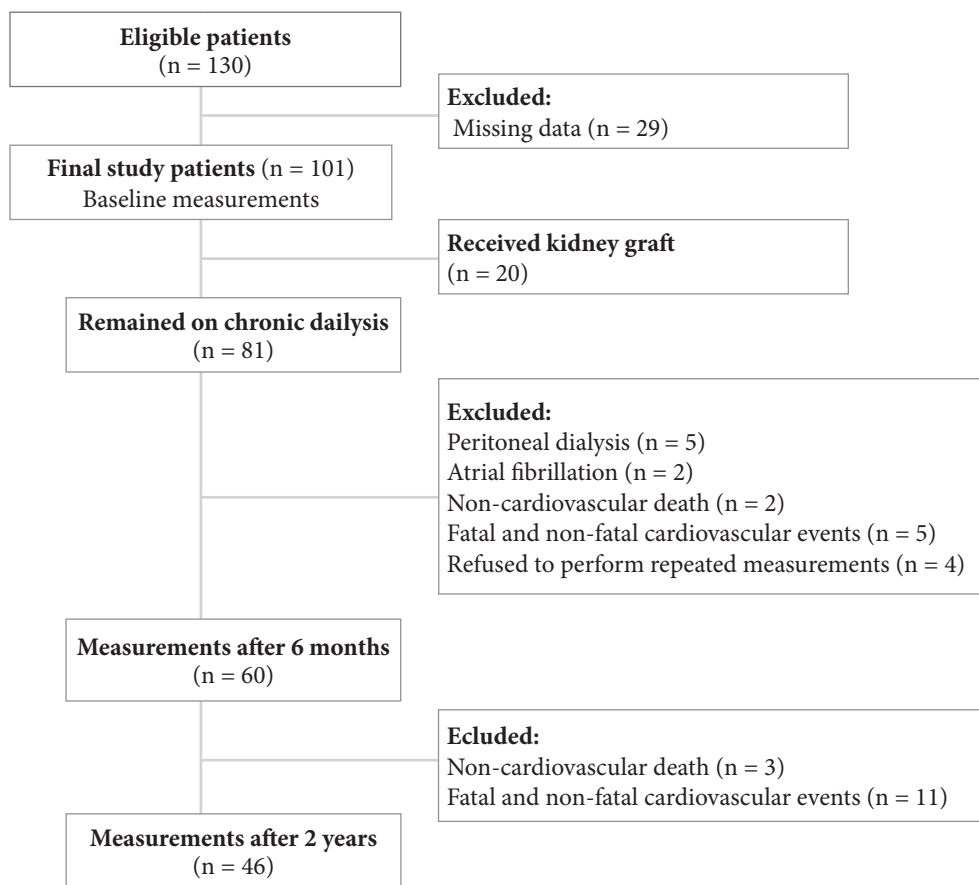 Eligible patients
(n = 130)
Excluded:
Missing data (n = 29)
Final study patients (n = 101)
Baseline measurements
Received kidney graft
(n = 20)
Remained on chronic dailysis
(n = 81)
Excluded:
Peritoneal dialysis (n = 5)
Atrial fibrillation (n = 2)
Non-cardiovascular death (n = 2)
Fatal and non-fatal cardiovascular events (n = 5)
Refused to perform repeated measurements (n = 4)
Measurements after 6 months
(n = 60)
Ecluded:
Non-cardiovascular death (n = 3)
Fatal and non-fatal cardiovascular events (n = 11)
Measurements after 2 years
(n = 46)